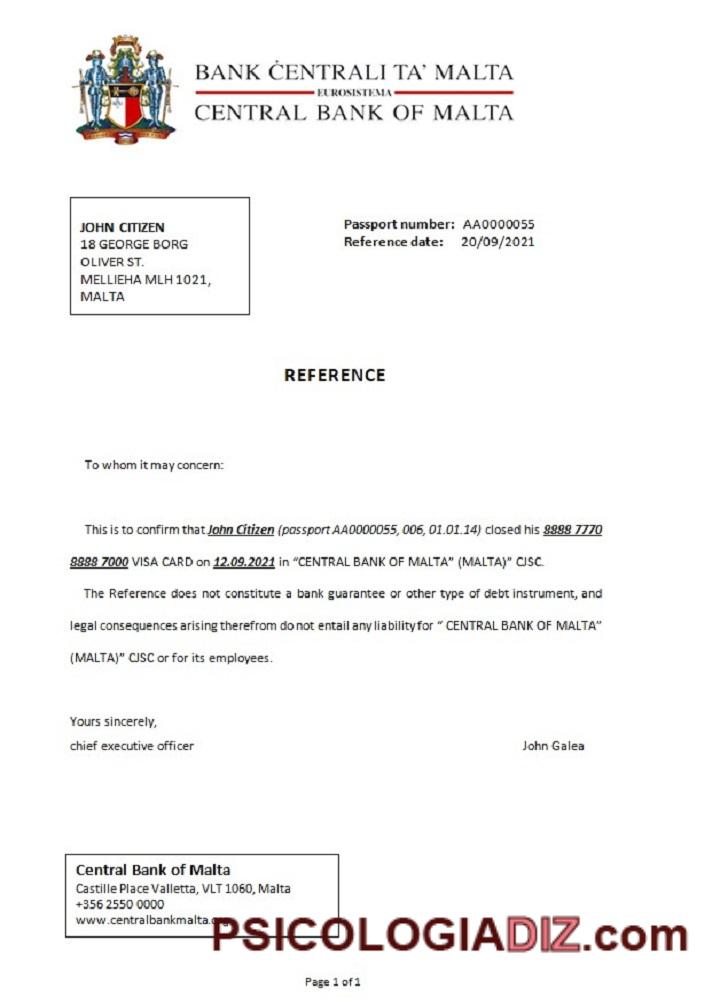 BANK ĊENTRALI TA' MALTA
EUROSISTEMA
CENTRAL BANK OF MALTA
JOHN CITIZEN
18 GEORGE BORG
OLIVER ST.
MELLIEHA MLH 1021,
MALTA
Passport number: AA0000055
Reference date: 20/09/2021
REFERENCE
To whom it may concern:
This is to confirm that John Citizen (passport AA0000055, 006, 01.01.14) closed his 8888 7770
8888 7000 VISA CARD on 12.09.2021 in "CENTRAL BANK OF MALTA" (MALTA)" CJSC.
The Reference does not constitute a bank guarantee or other type of debt instrument, and
legal consequences arising therefrom do not entail any liability for " CENTRAL BANK OF MALTA"
(MALTA)" CJSC or for its employees.
Yours sincerely,
chief executive officer John Galea
Central Bank of Malta
Castille Place Valletta, VLT 1060, Malta
+356 2550 0000
www.centralbankmalta.org
PSICOLOGIADIZ.com
Page 1 of 1